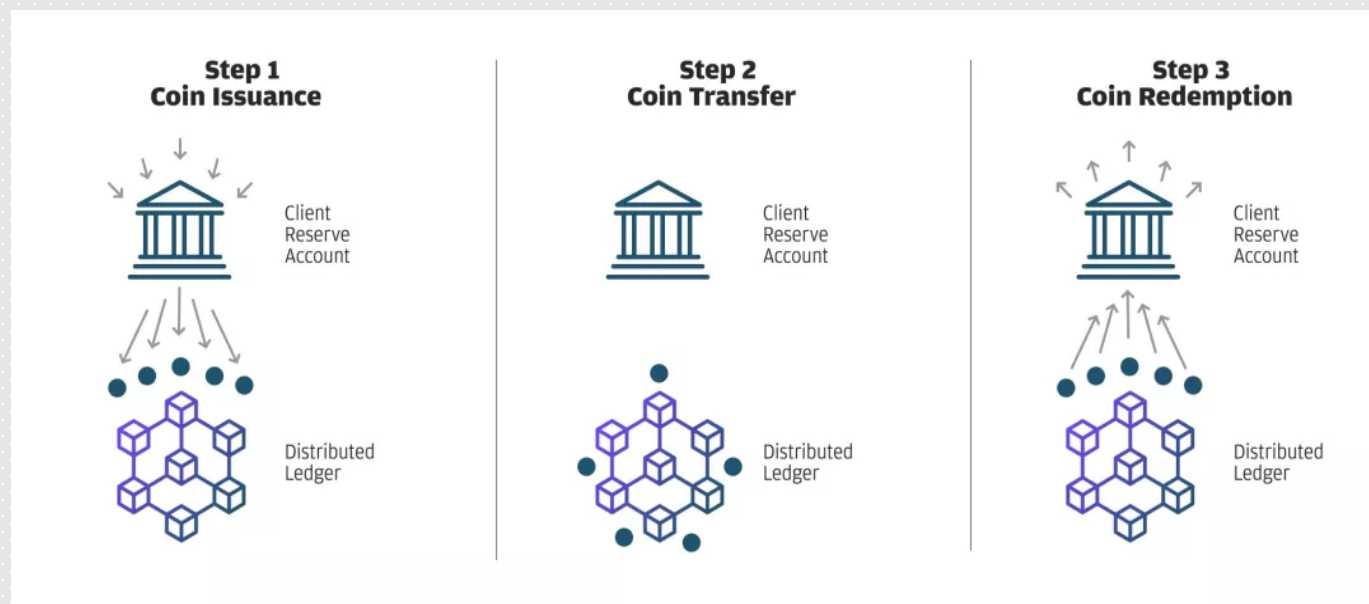 Step 1
Coin Issuance
Client
Reserve
Account
Distributed
Ledger
Step 2
Coin Transfer
Client
Reserve
Account
Distributed
Ledger
Step 3
Coin Redemption
Client
Reserve
Account
Distributed
Ledger